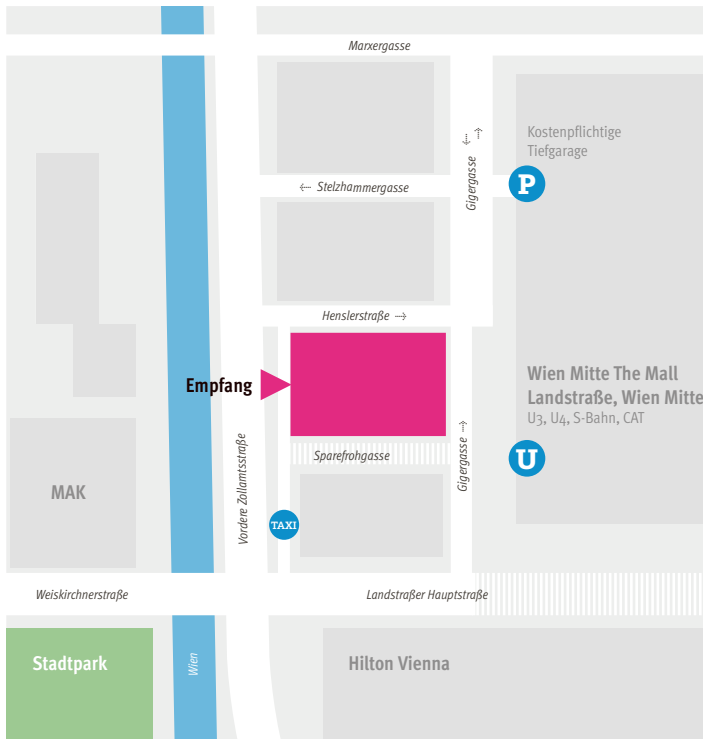 Marxergasse
Kostenpflichtige
Tiefgarage
P
Gigergasse
Stelzhammergasse
Henslerstraße
Empfang
Wien Mitte The Mall
Landstraße, Wien Mitte
U3, U4, S-Bahn, CAT
U
Vordere Zollamtsstraße
Sparefrohgasse
Gigergasse
MAK
TAXI
Weiskirchnerstraße
Landstraßer Hauptstraße
Stadtpark
Wien
Hilton Vienna